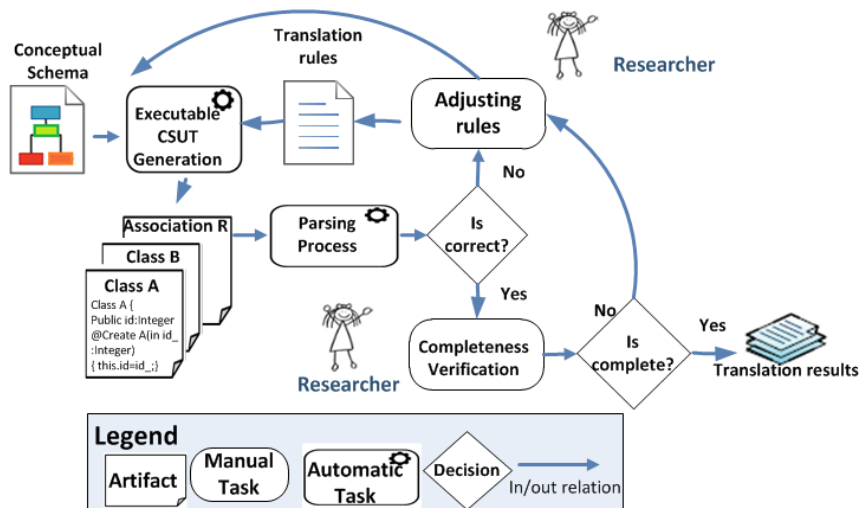 Conceptual
Schema
Translation
rules
Researcher
Executable
CSUT
Generation
Adjusting
rules
No
Association R
Class B
Class A
Class A {
Public id:Integer
@Create A(in id_
:Integer)
{ this.id=id_;}
Parsing
Process
Is
correct?
Yes
Researcher
Completeness
Verification
No
Is
complete?
Yes
Translation results
Legend
Artifact
Manual
Task
Automatic
Task
Decision
In/out relation